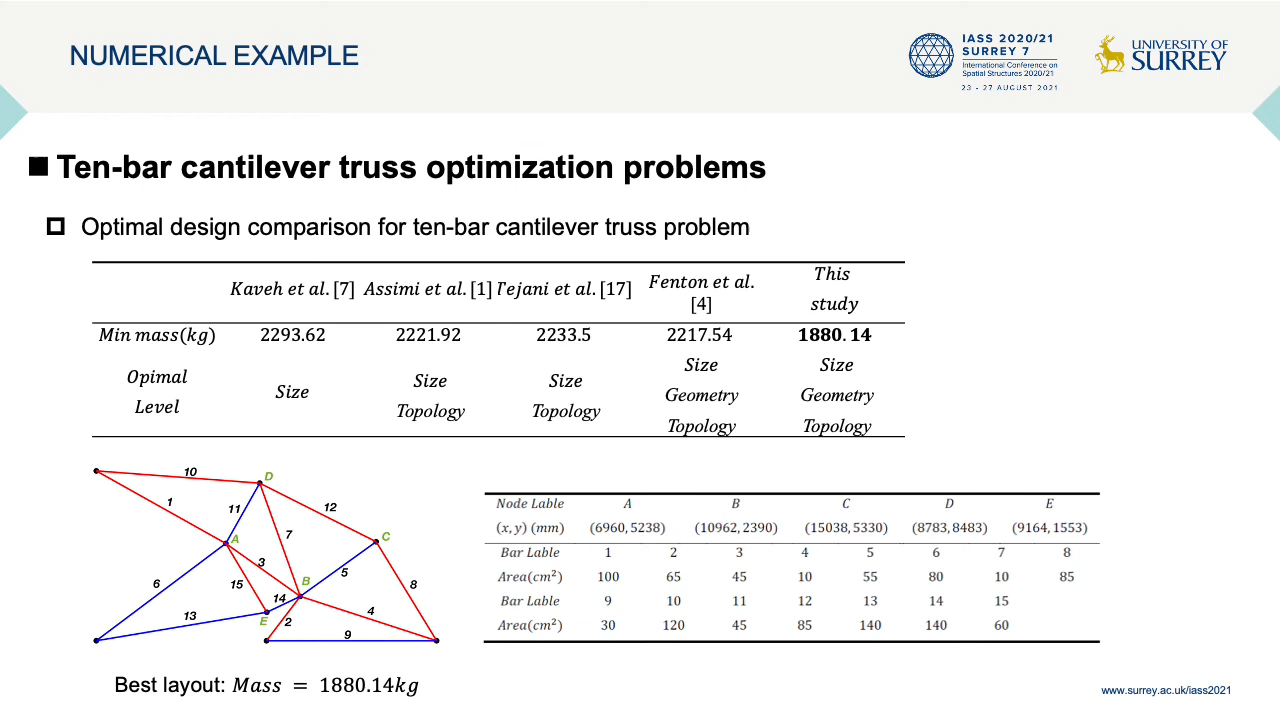 NUMERICAL EXAMPLE
IASS 2020/21
SURREY 7
International Conference on
Spatial Structures 2020/21
23 - 27 AUGUST 2021
UNIVERSITY OF
SURREY
Ten-bar cantilever truss optimization problems
Optimal design comparison for ten-bar cantilever truss problem
Kaveh et al. [7] Assimi et al. [1] Tejani et al. [17] Fenton et al. [4] This study
Min mass(kg) 2293.62 2221.92 2233.5 2217.54 1880.14
Opimal Level Size Size Topology Size Topology Size Geometry Topology Size Geometry Topology
10
D
1
11
12
7
A
C
3
6
15
B
5
8
14
13
E
2
4
9
Node Lable A B C D E
(x, y) (mm) (6960, 5238) (10962, 2390) (15038, 5330) (8783, 8483) (9164, 1553)
Bar Lable 1 2 3 4 5 6 7 8
Area(cm²) 100 65 45 10 55 80 10 85
Bar Lable 9 10 11 12 13 14 15
Area(cm²) 30 120 45 85 140 140 60
Best layout: Mass = 1880.14kg
www.surrey.ac.uk/iass2021